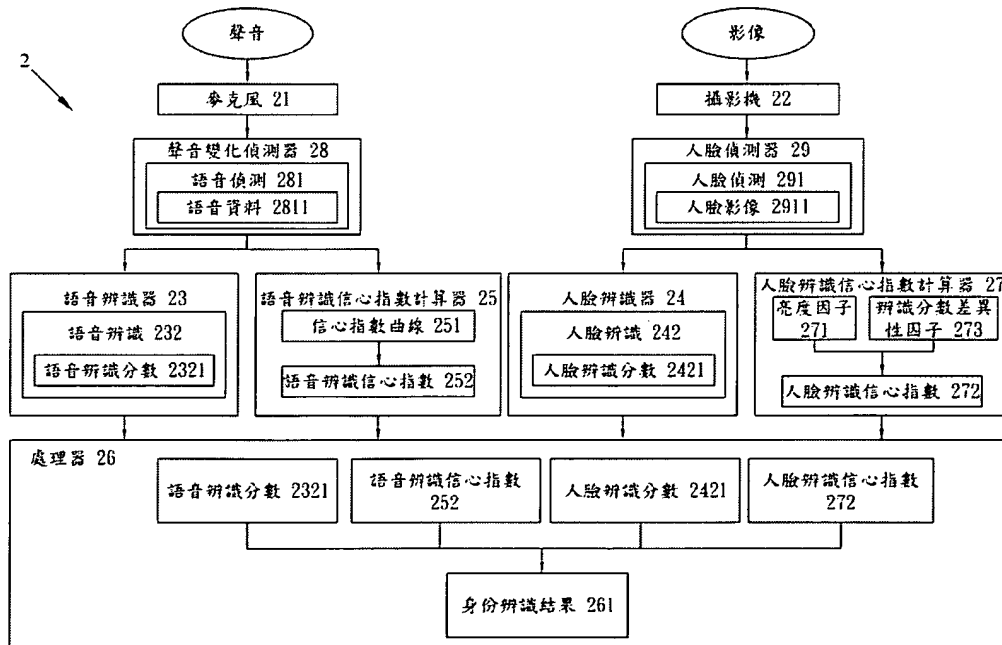 聲音
影像
2
麥克風 21
攝影機 22
聲音變化偵測器 28
語音偵測 281
語音資料 2811
人臉偵測器 29
人臉偵測 291
人臉影像 2911
語音辨識器 23
語音辨識 232
語音辨識分數 2321
語音辨識信心指數計算器 25
信心指數曲線 251
語音辨識信心指數 252
人臉辨識器 24
人臉辨識 242
人臉辨識分數 2421
人臉辨識信心指數計算器 27
亮度因子
271
辨識分數差異
性因子 273
人臉辨識信心指數 272
處理器 26
語音辨識分數 2321
語音辨識信心指數
252
人臉辨識分數 2421
人臉辨識信心指數
272
身份辨識結果 261